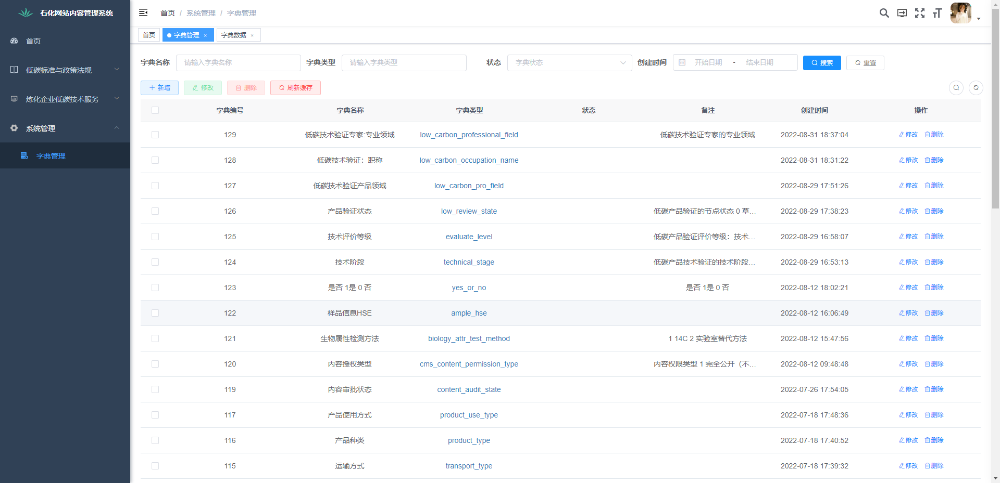 石化网站内容管理系统
首页
低碳标准与政策法规
炼化企业低碳技术服务
系统管理
字典管理
首页 / 系统管理 / 字典管理
首页 字典管理 × 字典数据 ×
字典名称 请输入字典名称 字典类型 请输入字典类型 状态 字典状态 创建时间 开始日期 - 结束日期 搜索 重置
新增 修改 删除 刷新缓存
字典编号 字典名称 字典类型 状态 备注 创建时间 操作
129 低碳技术验证专家:专业领域 low_carbon_professional_field 低碳技术验证专家的专业领域 2022-08-31 18:37:04 修改 删除
128 低碳技术验证：职称 low_carbon_occupation_name 2022-08-31 18:31:22 修改 删除
127 低碳技术验证产品领域 low_carbon_pro_field 2022-08-29 17:51:26 修改 删除
126 产品验证状态 low_review_state 低碳产品验证的节点状态 0 草... 2022-08-29 17:38:23 修改 删除
125 技术评价等级 evaluate_level 低碳产品验证评价等级：技术... 2022-08-29 16:58:07 修改 删除
124 技术阶段 technical_stage 低碳产品技术验证的技术阶段... 2022-08-29 16:53:13 修改 删除
123 是否 1是 0 否 yes_or_no 是否 1是 0 否 2022-08-12 18:02:21 修改 删除
122 样品信息HSE ample_hse 2022-08-12 16:06:49 修改 删除
121 生物属性检测方法 biology_attr_test_method 1 14C 2 实验室替代方法 2022-08-12 15:47:56 修改 删除
120 内容授权类型 cms_content_permission_type 内容权限类型 1 完全公开（不... 2022-08-12 09:48:48 修改 删除
119 内容审批状态 content_audit_state 2022-07-26 17:54:05 修改 删除
117 产品使用方式 product_use_type 2022-07-18 17:48:36 修改 删除
116 产品种类 product_type 2022-07-18 17:40:52 修改 删除
115 运输方式 transport_type 2022-07-18 17:39:32 修改 删除